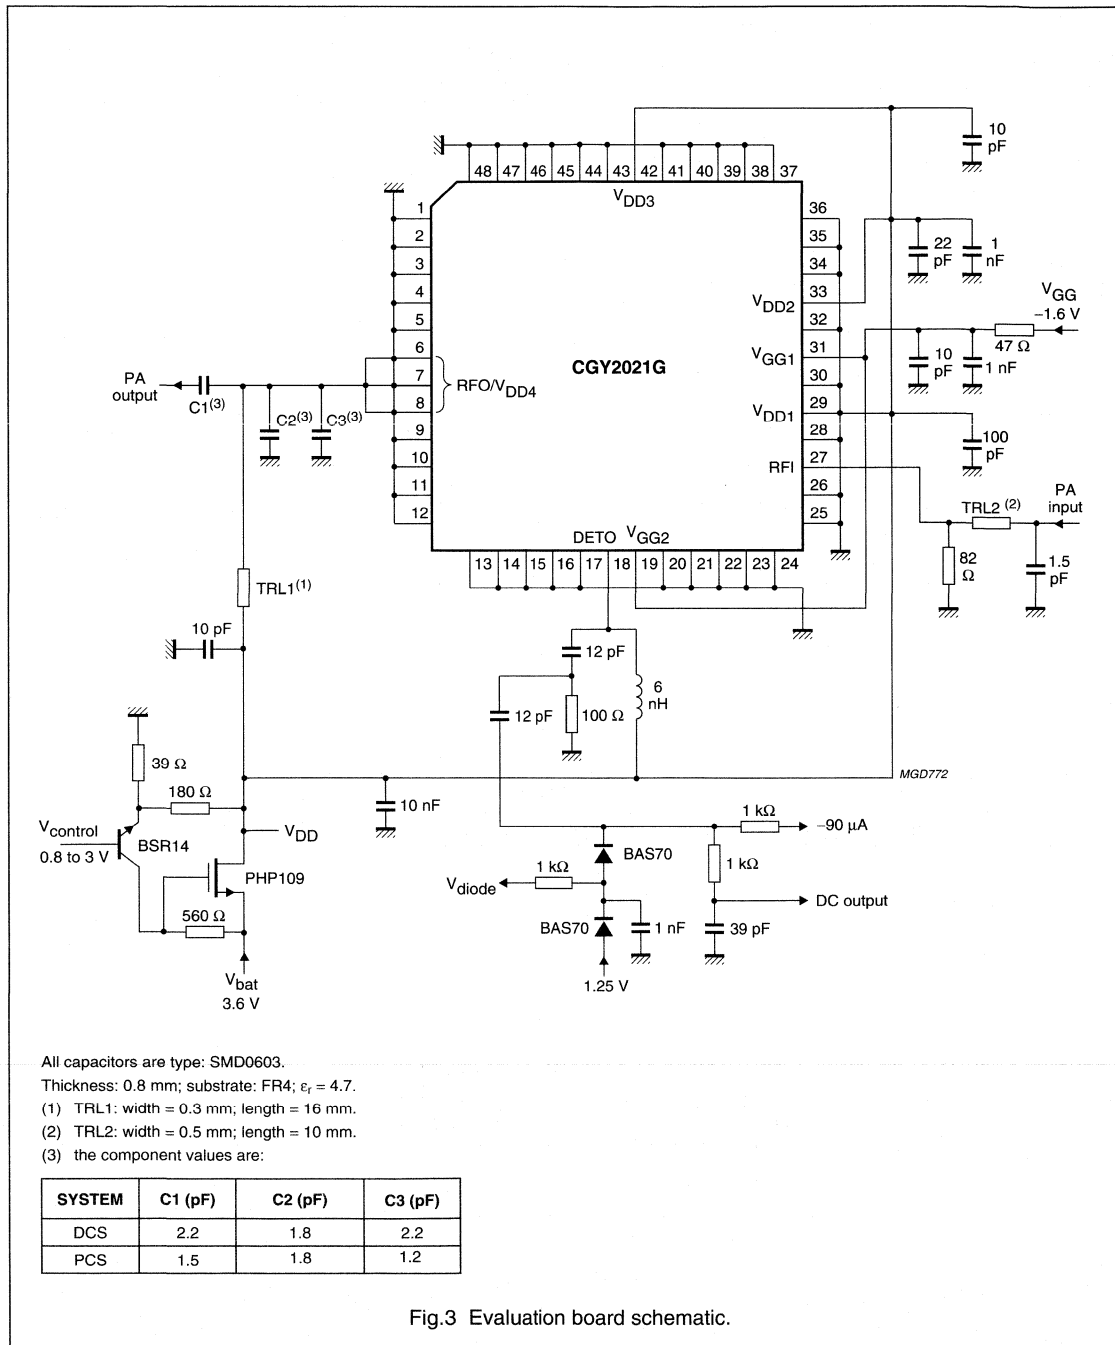 10
pF
48 47 46 45 44 43 42 41 40 39 38 37
VDD3
1
2
3
4
5
6
7
8
9
10
11
12
RFO/VDD4
CGY2021G
36
35
34
VDD2 33
32
VGG1 31
30
VDD1 29
28
RFI 27
26
25
22
pF
1
nF
VGG
−1.6 V
47 Ω
10
pF
1 nF
100
pF
PA
input
TRL2 (2)
82
Ω
1.5
pF
PA
output
C1(3)
C2(3)
C3(3)
DETO VGG2
13 14 15 16 17 18 19 20 21 22 23 24
TRL1(1)
10 pF
12 pF
6
nH
12 pF
100 Ω
MGD772
39 Ω
180 Ω
10 nF
Vcontrol
0.8 to 3 V
BSR14
VDD
PHP109
560 Ω
Vbat
3.6 V
1 kΩ
−90 μA
BAS70
1 kΩ
Vdiode
1 kΩ
DC output
BAS70
1 nF
39 pF
1.25 V
All capacitors are type: SMD0603.
Thickness: 0.8 mm; substrate: FR4; εr = 4.7.
(1) TRL1: width = 0.3 mm; length = 16 mm.
(2) TRL2: width = 0.5 mm; length = 10 mm.
(3) the component values are:
SYSTEM C1 (pF) C2 (pF) C3 (pF)
DCS 2.2 1.8 2.2
PCS 1.5 1.8 1.2
Fig.3 Evaluation board schematic.